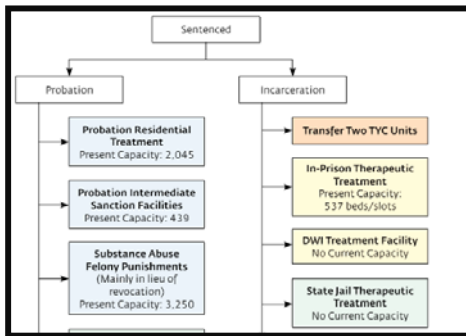 Sentenced
Probation
Incarceration
Probation Residential
Treatment
Present Capacity: 2,045
Probation Intermediate
Sanction Facilities
Present Capacity: 439
Substance Abuse
Felony Punishments
(Mainly in lieu of
revocation)
Present Capacity: 3,250
Transfer Two TYC Units
In-Prison Therapeutic
Treatment
Present Capacity:
537 beds/slots
DWI Treatment Facility
No Current Capacity
State Jail Therapeutic
Treatment
No Current Capacity